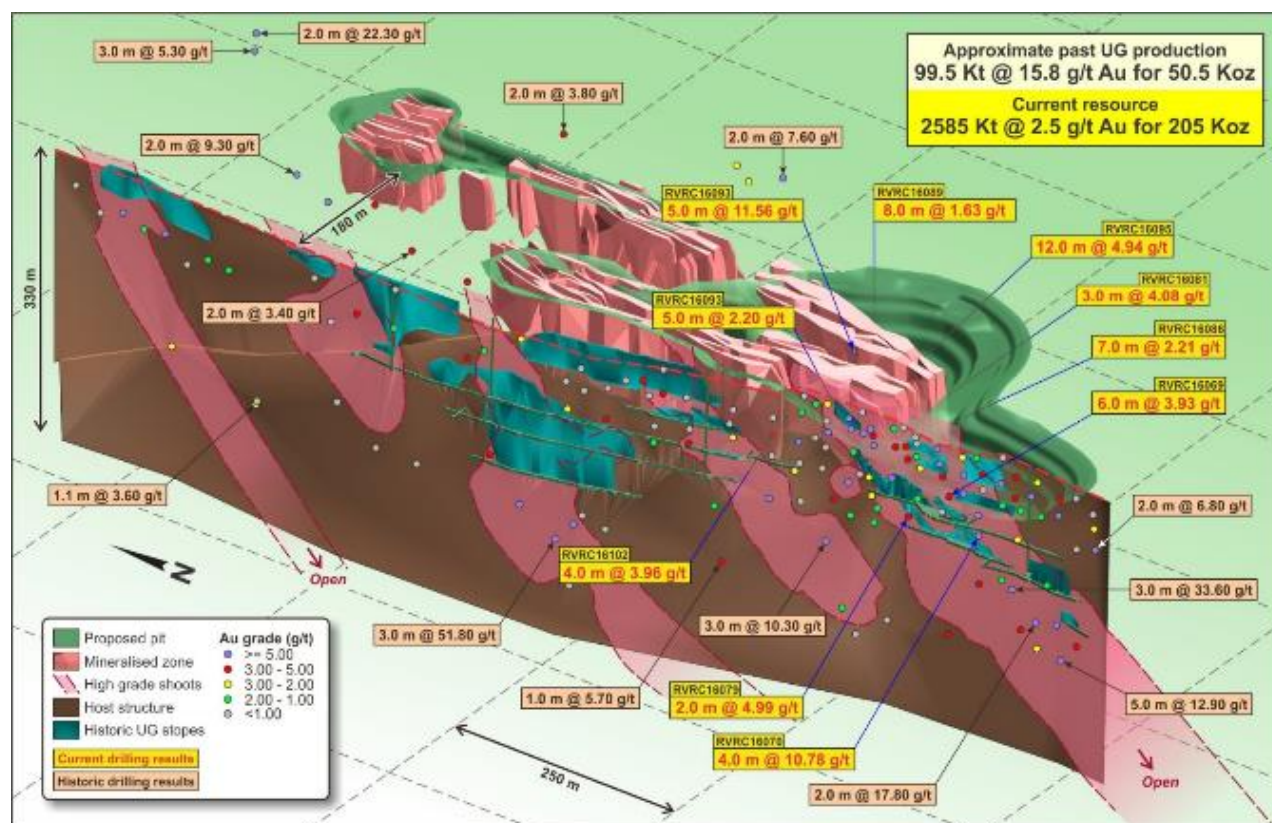 2.0 m @ 22.30 g/t
3.0 m @ 5.30 g/t
Approximate past UG production
99.5 Kt @ 15.8 g/t Au for 50.5 Koz
Current resource
2585 Kt @ 2.5 g/t Au for 205 Koz
2.0 m @ 3.80 g/t
2.0 m @ 9.30 g/t
2.0 m @ 7.60 g/t
180 m
RVRC16093
5.0 m @ 11.56 g/t
RVRC16089
8.0 m @ 1.63 g/t
RVRC16095
12.0 m @ 4.94 g/t
330 m
RVRC16081
3.0 m @ 4.08 g/t
2.0 m @ 3.40 g/t
RVRC16093
5.0 m @ 2.20 g/t
RVRC16086
7.0 m @ 2.21 g/t
RVRC16069
6.0 m @ 3.93 g/t
1.1 m @ 3.60 g/t
2.0 m @ 6.80 g/t
N
Open
RVRC16102
4.0 m @ 3.96 g/t
3.0 m @ 33.60 g/t
3.0 m @ 51.80 g/t
3.0 m @ 10.30 g/t
1.0 m @ 5.70 g/t
RVRC16079
2.0 m @ 4.99 g/t
5.0 m @ 12.90 g/t
RVRC16070
4.0 m @ 10.78 g/t
250 m
2.0 m @ 17.80 g/t
Open
Proposed pit
Mineralised zone
High grade shoots
Host structure
Historic UG stopes
Current drilling results
Historic drilling results
Au grade (g/t)
>= 5.00
3.00 - 5.00
3.00 - 2.00
2.00 - 1.00
<1.00